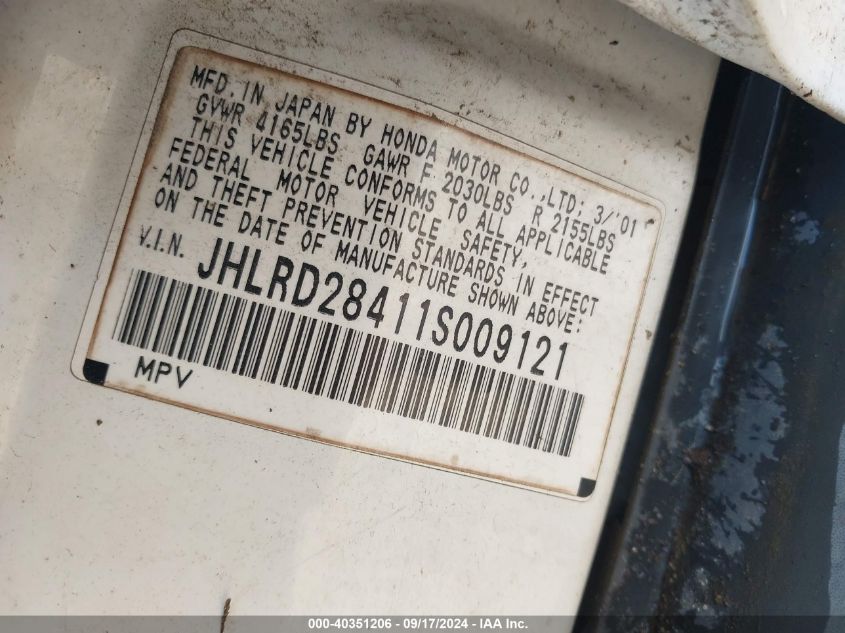 MFD. IN JAPAN BY HONDA MOTOR CO.,LTD; 3/'01
GVWR 4165LBS GAWR F 2030LBS R 2155LBS
THIS VEHICLE CONFORMS TO ALL APPLICABLE
FEDERAL MOTOR VEHICLE SAFETY,
AND THEFT PREVENTION STANDARDS IN EFFECT
ON THE DATE OF MANUFACTURE SHOWN ABOVE:
V.I.N. JHLRD28411S009121
MPV
000-40351206 - 09/17/2024 - IAA Inc.